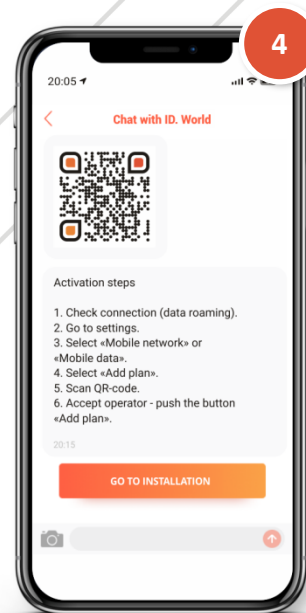 4
20:05
Chat with ID. World
Activation steps
1. Check connection (data roaming).
2. Go to settings.
3. Select «Mobile network» or
«Mobile data».
4. Select «Add plan».
5. Scan QR-code.
6. Accept operator - push the button
«Add plan».
20:15
GO TO INSTALLATION